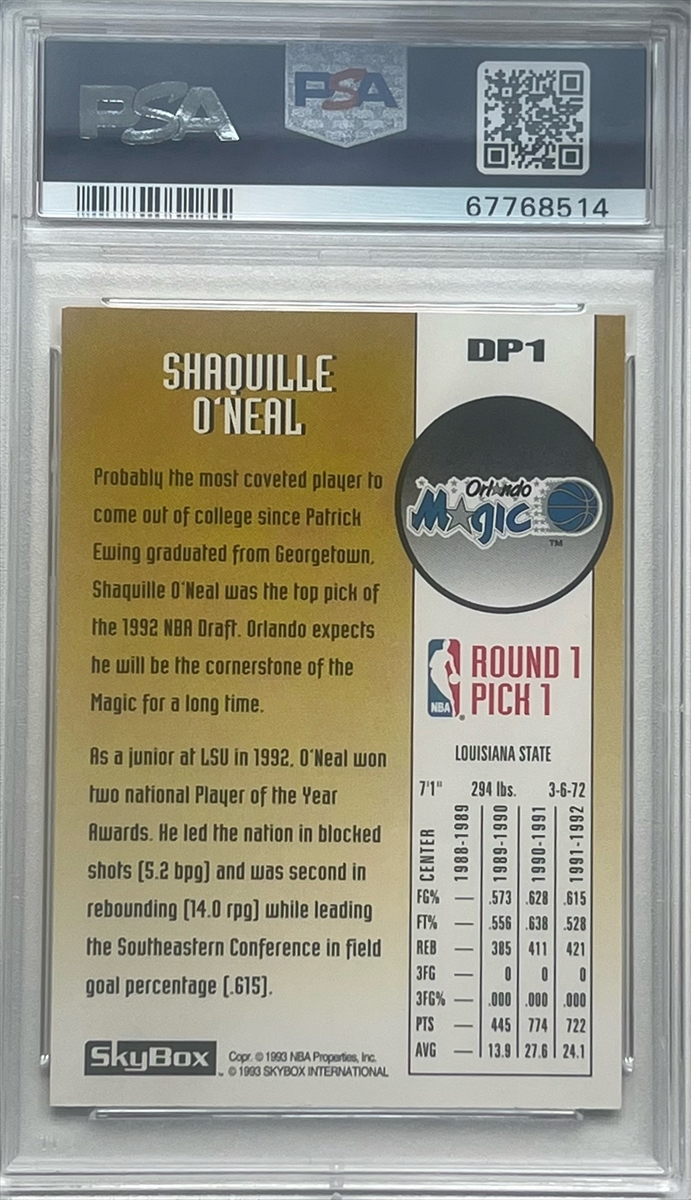 PSA
PSA
67768514
DP1
SHAQUILLE
O'NEAL
Probably the most coveted player to
come out of college since Patrick
Ewing graduated from Georgetown,
Shaquille O'Neal was the top pick of
the 1992 NBA Draft. Orlando expects
he will be the cornerstone of the
Magic for a long time.
As a junior at LSU in 1992, O'Neal won
two national Player of the Year
Awards. He led the nation in blocked
shots (5.2 bpg) and was second in
rebounding (14.0 rpg) while leading
the Southeastern Conference in field
goal percentage (.615).
SkyBox™
Copr. © 1993 NBA Properties, Inc.
© 1993 SKYBOX INTERNATIONAL
Orlando
Magic
TM
NBA ®
ROUND 1
PICK 1
LOUISIANA STATE
7'1" 294 lbs. 3-6-72
CENTER 1988-1989 1989-1990 1990-1991 1991-1992
FG% — .573 .628 .615
FT% — .556 .638 .528
REB — 385 411 421
3FG — 0 0 0
3FG% — .000 .000 .000
PTS — 445 774 722
AVG — 13.9 27.6 24.1